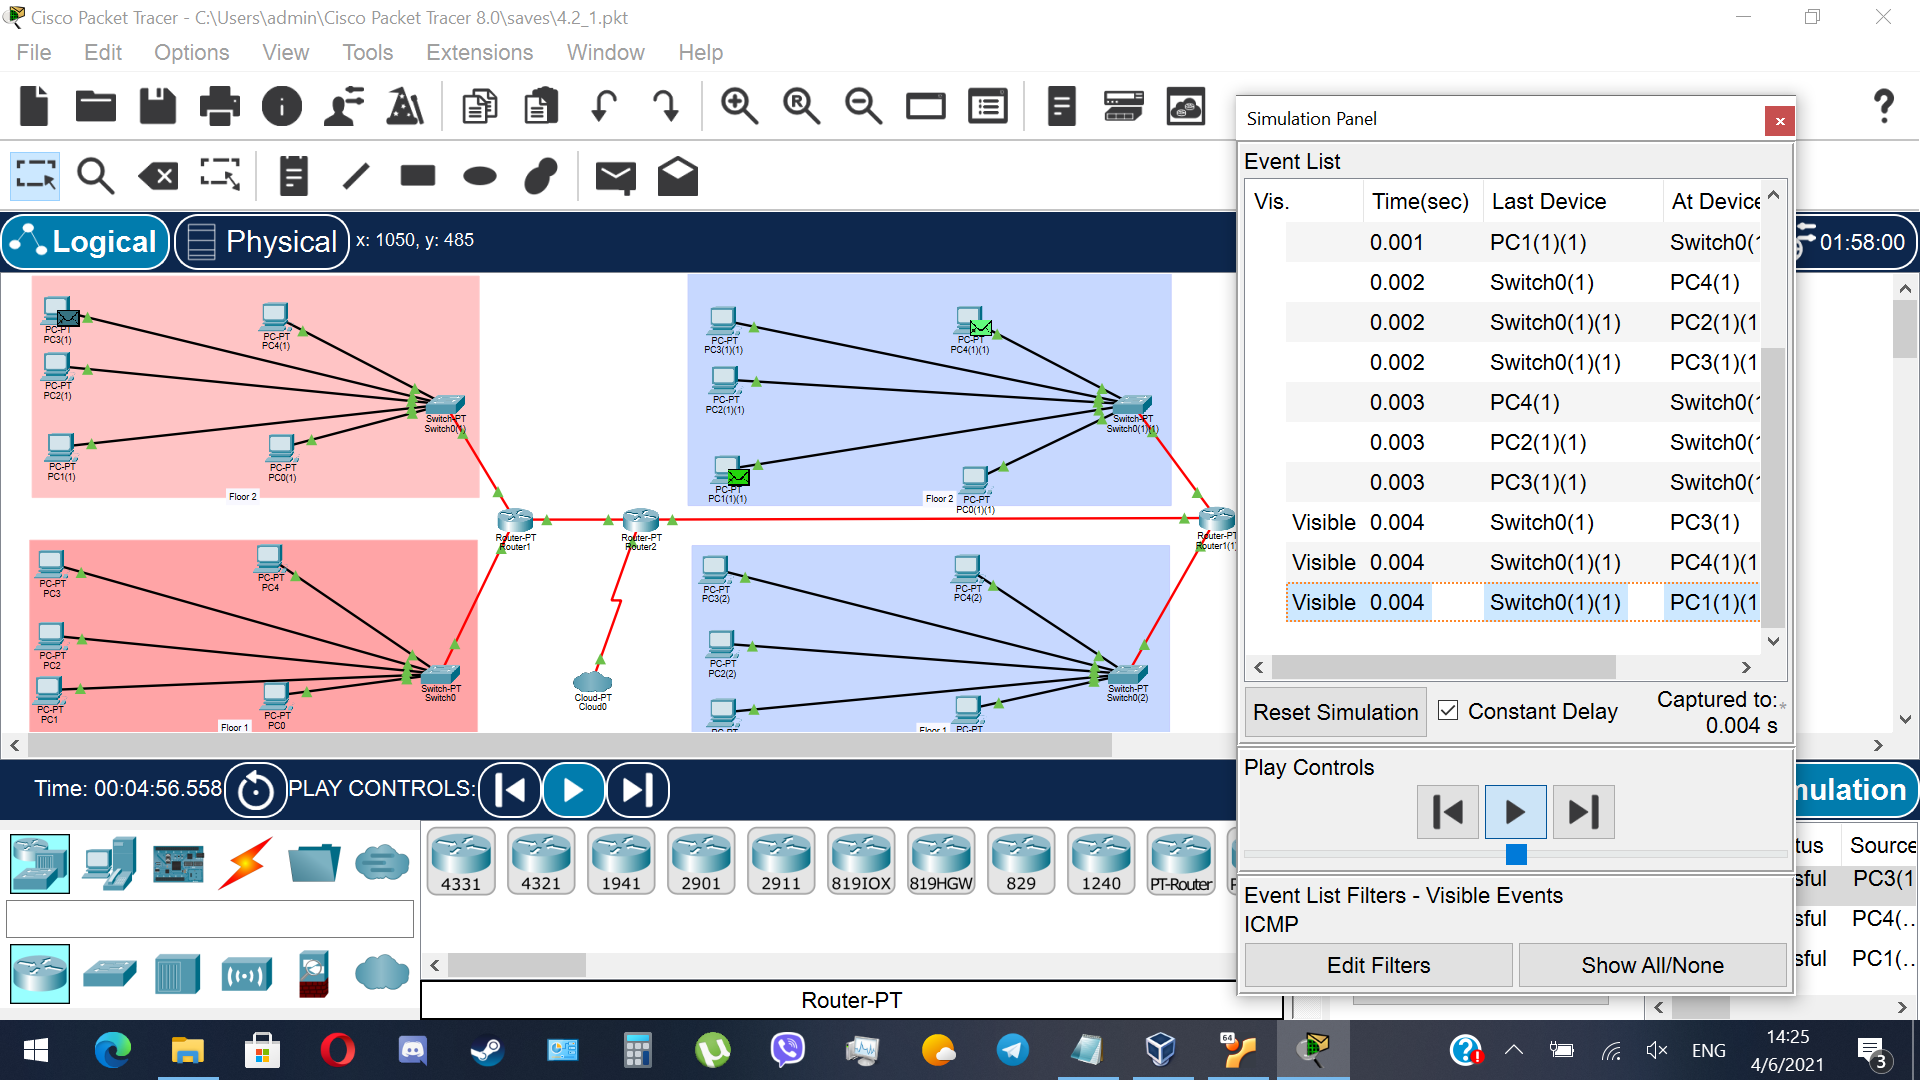 Cisco Packet Tracer - C:\Users\admin\Cisco Packet Tracer 8.0\saves\4.2_1.pkt
File Edit Options View Tools Extensions Window Help
Logical Physical x: 1050, y: 485
01:58:00
PC-PT
PC3(1)
PC-PT
PC4(1)
PC-PT
PC2(1)
PC-PT
PC1(1)
PC-PT
PC0(1)
Switch-PT
Switch0(1)
Floor 2
PC-PT
PC3(1)(1)
PC-PT
PC4(1)(1)
PC-PT
PC2(1)(1)
PC-PT
PC1(1)(1)
PC-PT
PC0(1)(1)
Switch-PT
Switch0(1)(1)
Floor 2
Router-PT
Router1
Router-PT
Router2
Router-PT
Router1(1)
PC-PT
PC3
PC-PT
PC4
PC-PT
PC2
PC-PT
PC1
PC-PT
PC0
Switch-PT
Switch0
Floor 1
Cloud-PT
Cloud0
PC-PT
PC3(2)
PC-PT
PC4(2)
PC-PT
PC2(2)
PC-PT
PC-PT
Switch-PT
Switch0(2)
Floor 1
Simulation Panel
x
Event List
Vis. Time(sec) Last Device At Device
0.001 PC1(1)(1) Switch0(1
0.002 Switch0(1) PC4(1)
0.002 Switch0(1)(1) PC2(1)(1
0.002 Switch0(1)(1) PC3(1)(1
0.003 PC4(1) Switch0(1
0.003 PC2(1)(1) Switch0(1
0.003 PC3(1)(1) Switch0(1
Visible 0.004 Switch0(1) PC3(1)
Visible 0.004 Switch0(1)(1) PC4(1)(1
Visible 0.004 Switch0(1)(1) PC1(1)(1
Reset Simulation Constant Delay Captured to:*
0.004 s
Play Controls
Event List Filters - Visible Events
ICMP
Edit Filters Show All/None
Time: 00:04:56.558 PLAY CONTROLS:
mulation
4331 4321 1941 2901 2911 819IOX 819HGW 829 1240 PT-Router
Router-PT
tus Source
sful PC3(1
sful PC4(...
sful PC1(...
64
ENG
14:25
4/6/2021
3